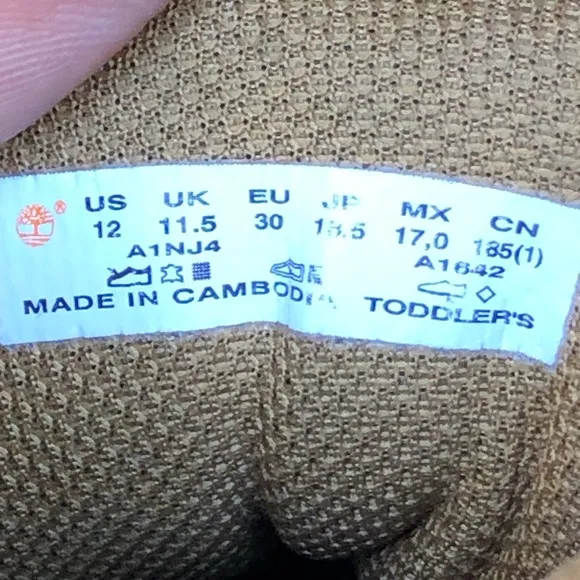 US UK EU JP MX CN
12 11.5 30 18.5 17,0 185(1)
A1NJ4 A1642
MADE IN CAMBODIA TODDLER'S